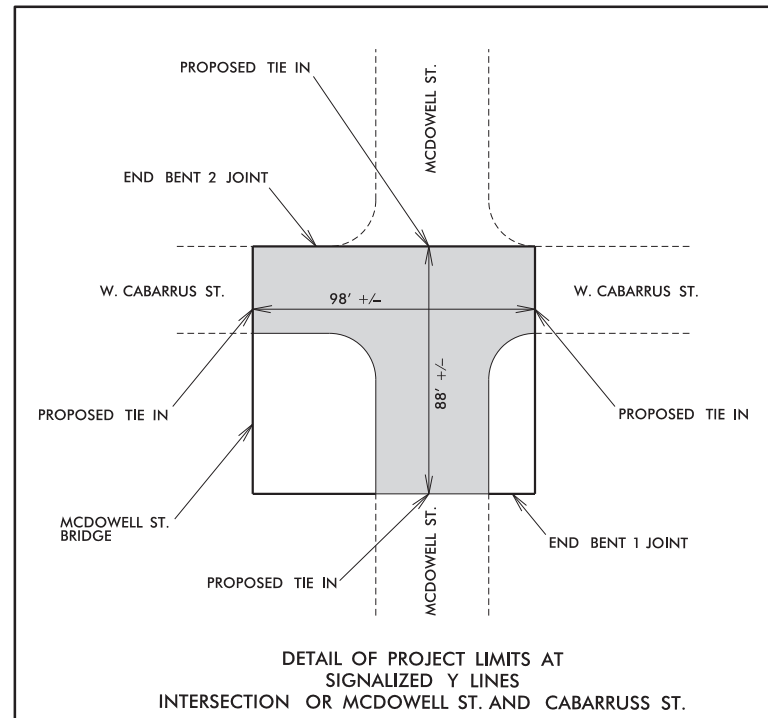 PROPOSED TIE IN
MCDOWELL ST.
END BENT 2 JOINT
W. CABARRUS ST.
98' +/-
W. CABARRUS ST.
88' +/-
PROPOSED TIE IN
PROPOSED TIE IN
MCDOWELL ST.
BRIDGE
MCDOWELL ST.
END BENT 1 JOINT
PROPOSED TIE IN
DETAIL OF PROJECT LIMITS AT
SIGNALIZED Y LINES
INTERSECTION OR MCDOWELL ST. AND CABARRUSS ST.